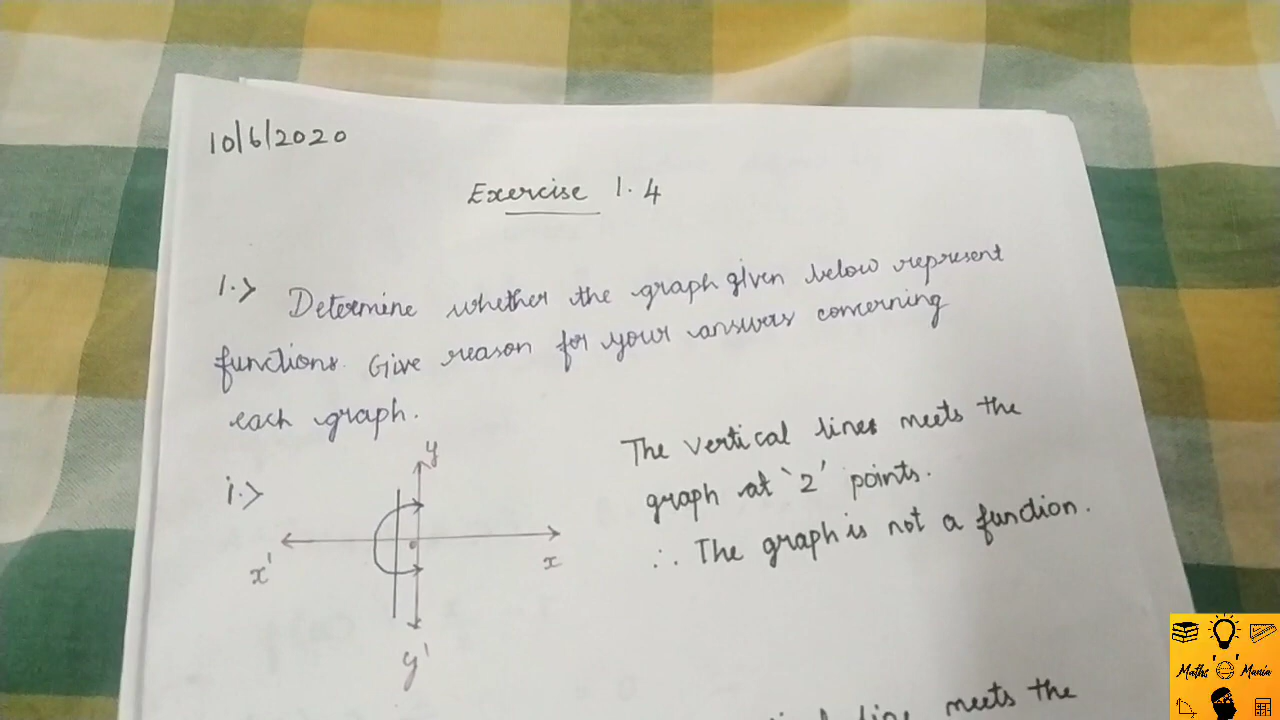 10/6/2020
Exercise 1.4
1.> Determine whether the graph given below represent
functions. Give reason for your answers concerning
each graph.
i.>
y
x'
x
y'
The vertical lines meets the
graph at '2' points.
∴ The graph is not a function.
line meets the
Maths Mania